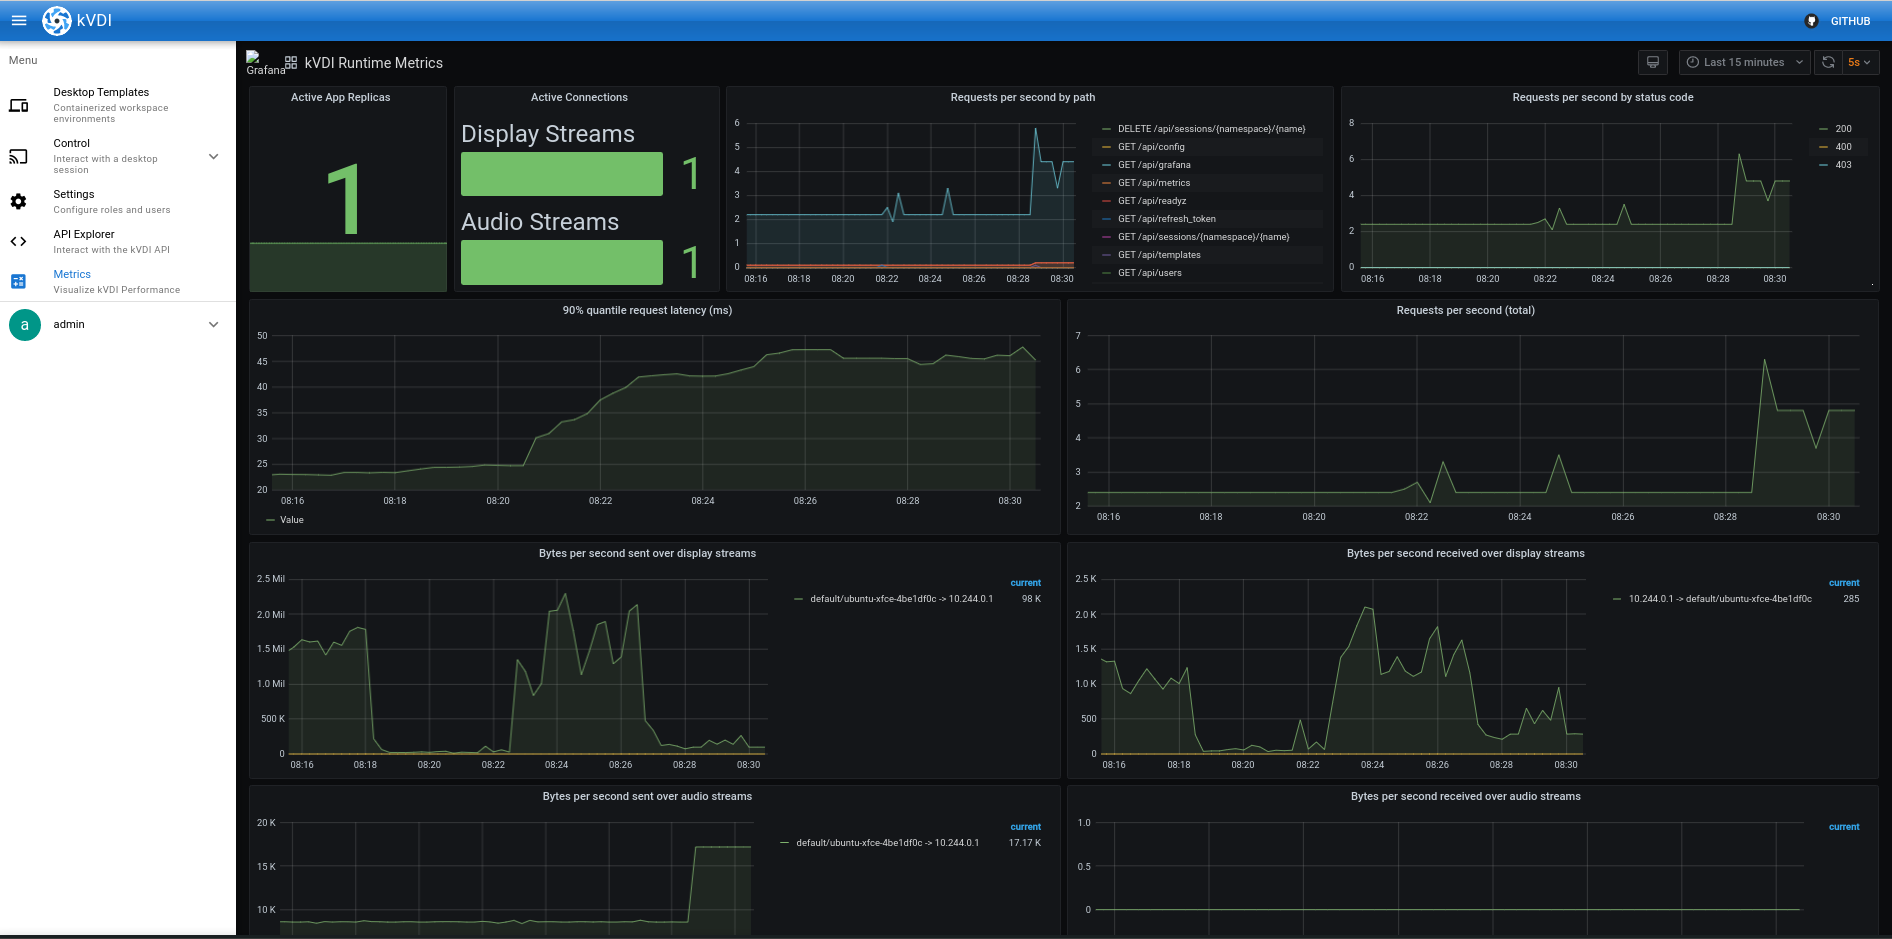 kVDI
GITHUB
Menu
Desktop Templates
Containerized workspace
environments
Control
Interact with a desktop
session
Settings
Configure roles and users
API Explorer
Interact with the kVDI API
Metrics
Visualize kVDI Performance
a
admin
Grafana
kVDI Runtime Metrics
Last 15 minutes
5s
Active App Replicas
1
Active Connections
Display Streams
1
Audio Streams
1
Requests per second by path
6
5
4
3
2
1
0
08:16 08:18 08:20 08:22 08:24 08:26 08:28 08:30
DELETE /api/sessions/{namespace}/{name}
GET /api/config
GET /api/grafana
GET /api/metrics
GET /api/readyz
GET /api/refresh_token
GET /api/sessions/{namespace}/{name}
GET /api/templates
GET /api/users
Requests per second by status code
8
6
4
2
0
08:16 08:18 08:20 08:22 08:24 08:26 08:28 08:30
200
400
403
90% quantile request latency (ms)
50
45
40
35
30
25
20
08:16 08:18 08:20 08:22 08:24 08:26 08:28 08:30
Value
Requests per second (total)
7
6
5
4
3
2
08:16 08:18 08:20 08:22 08:24 08:26 08:28 08:30
Bytes per second sent over display streams
2.5 Mil
2.0 Mil
1.5 Mil
1.0 Mil
500 K
0
08:16 08:18 08:20 08:22 08:24 08:26 08:28 08:30
current
default/ubuntu-xfce-4be1df0c -> 10.244.0.1 98 K
Bytes per second received over display streams
2.5 K
2.0 K
1.5 K
1.0 K
500
0
08:16 08:18 08:20 08:22 08:24 08:26 08:28 08:30
current
10.244.0.1 -> default/ubuntu-xfce-4be1df0c 285
Bytes per second sent over audio streams
20 K
15 K
10 K
current
default/ubuntu-xfce-4be1df0c -> 10.244.0.1 17.17 K
Bytes per second received over audio streams
1.0
0.5
0
current